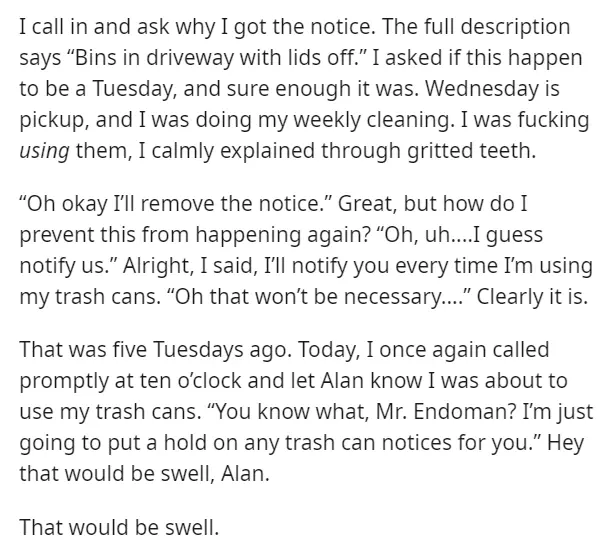 I call in and ask why I got the notice. The full description
says “Bins in driveway with lids off.” I asked if this happen
to be a Tuesday, and sure enough it was. Wednesday is
pickup, and I was doing my weekly cleaning. I was fucking
using them, I calmly explained through gritted teeth.
“Oh okay I’ll remove the notice.” Great, but how do I
prevent this from happening again? “Oh, uh....I guess
notify us.” Alright, I said, I’ll notify you every time I’m using
my trash cans. “Oh that won’t be necessary....” Clearly it is.
That was five Tuesdays ago. Today, I once again called
promptly at ten o’clock and let Alan know I was about to
use my trash cans. “You know what, Mr. Endoman? I’m just
going to put a hold on any trash can notices for you.” Hey
that would be swell, Alan.
That would be swell.